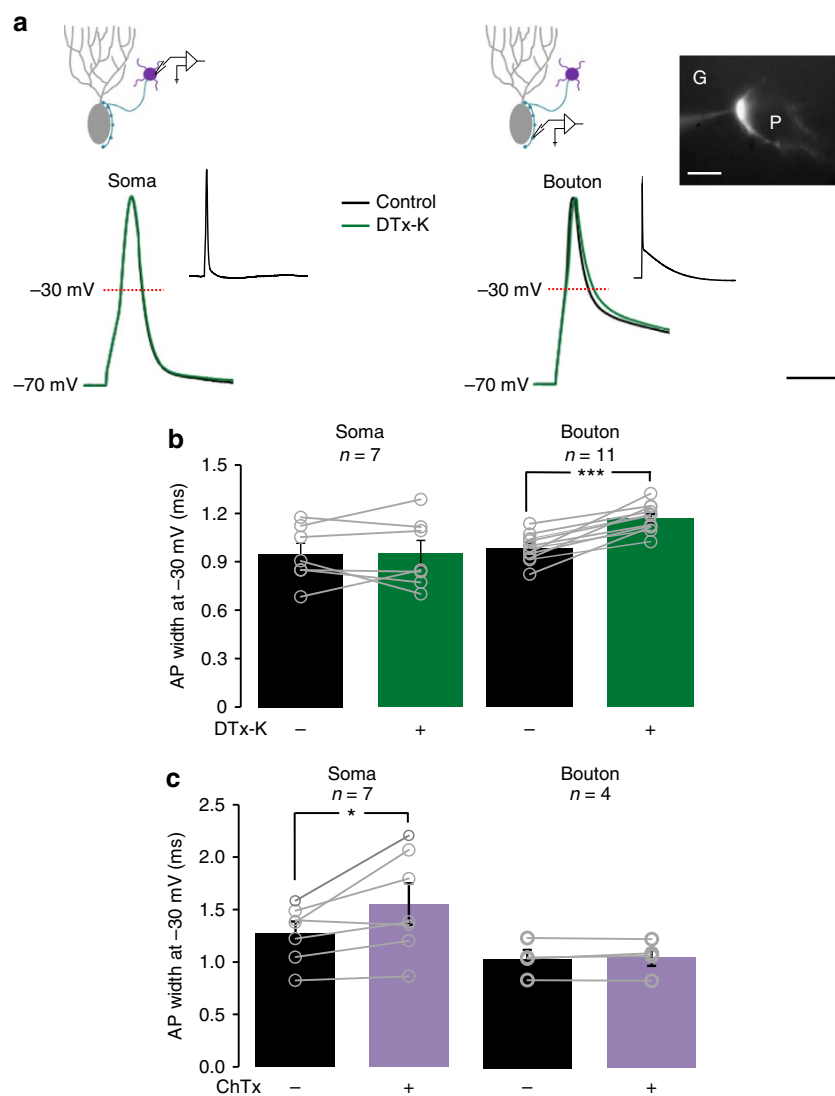 a
G
P
Soma
Bouton
Control
DTx-K
–30 mV
–30 mV
–70 mV
–70 mV
b
Soma
Bouton
n = 7
n = 11
***
AP width at –30 mV (ms)
1.5
1.2
0.9
0.6
0.3
0
DTx-K – + – +
c
Soma
Bouton
n = 7
n = 4
*
AP width at –30 mV (ms)
2.5
2.0
1.5
1.0
0.5
0.0
ChTx – + – +